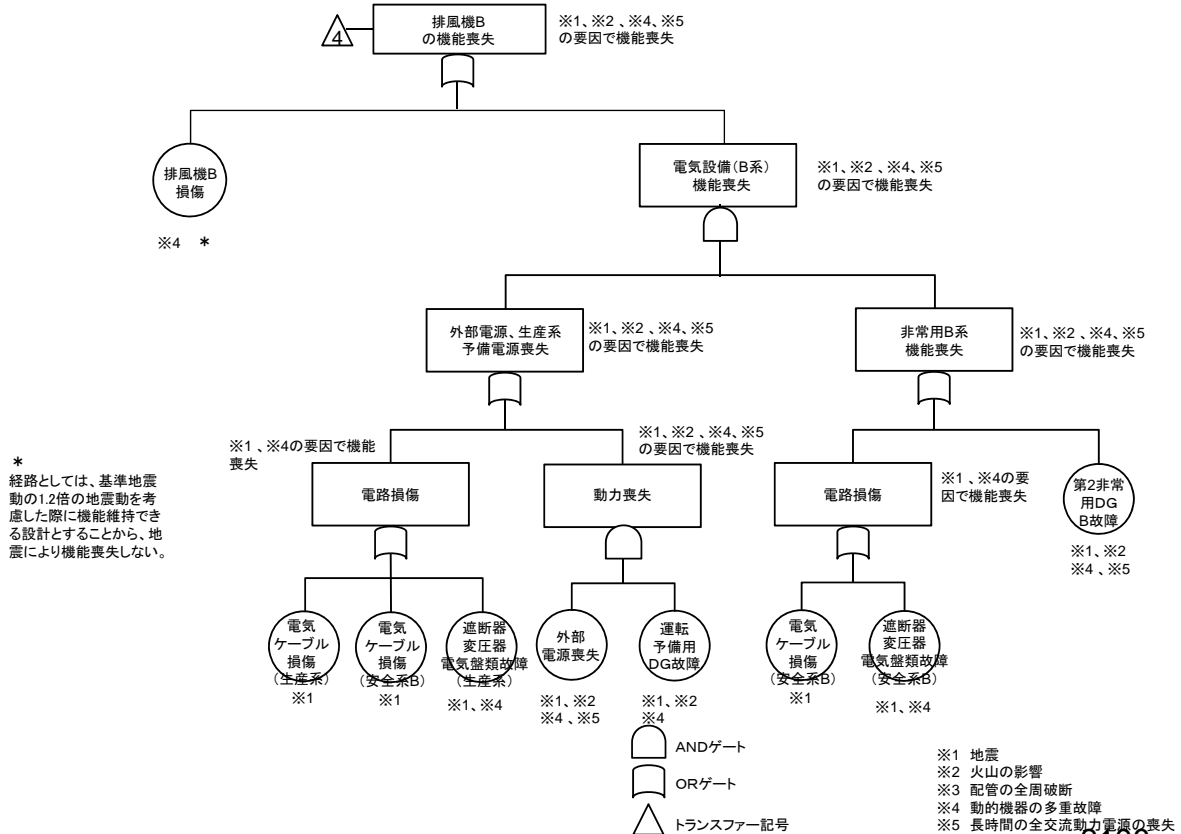 4
排風機B
の機能喪失
※1、※2 、※4、※5
の要因で機能喪失
排風機B
損傷
※4 *
電気設備(B系)
機能喪失
※1、※2 、※4、※5
の要因で機能喪失
外部電源、生産系
予備電源喪失
※1、※2 、※4、※5
の要因で機能喪失
非常用B系
機能喪失
※1、※2 、※4、※5
の要因で機能喪失
※1 、※4の要因で機能
喪失
電路損傷
※1、※2 、※4、※5
の要因で機能喪失
動力喪失
電路損傷
※1 、※4の要
因で機能喪失
第2非常
用DG
B故障
※1、※2
※4 、※5
*
経路としては、基準地震
動の1.2倍の地震動を考
慮した際に機能維持でき
る設計とすることから、地
震により機能喪失しない。
電気
ケーブル
損傷
(生産系)
※1
電気
ケーブル
損傷
(安全系B)
※1
遮断器
変圧器
電気盤類故障
(生産系)
※1、※4
外部
電源喪失
※1、※2
※4 、※5
運転
予備用
DG故障
※1、※2
※4
電気
ケーブル
損傷
(安全系B)
※1
遮断器
変圧器
電気盤類故障
(安全系B)
※1、※4
ANDゲート
ORゲート
トランスファー記号
※1 地震
※2 火山の影響
※3 配管の全周破断
※4 動的機器の多重故障
※5 長時間の全交流動力電源の喪失